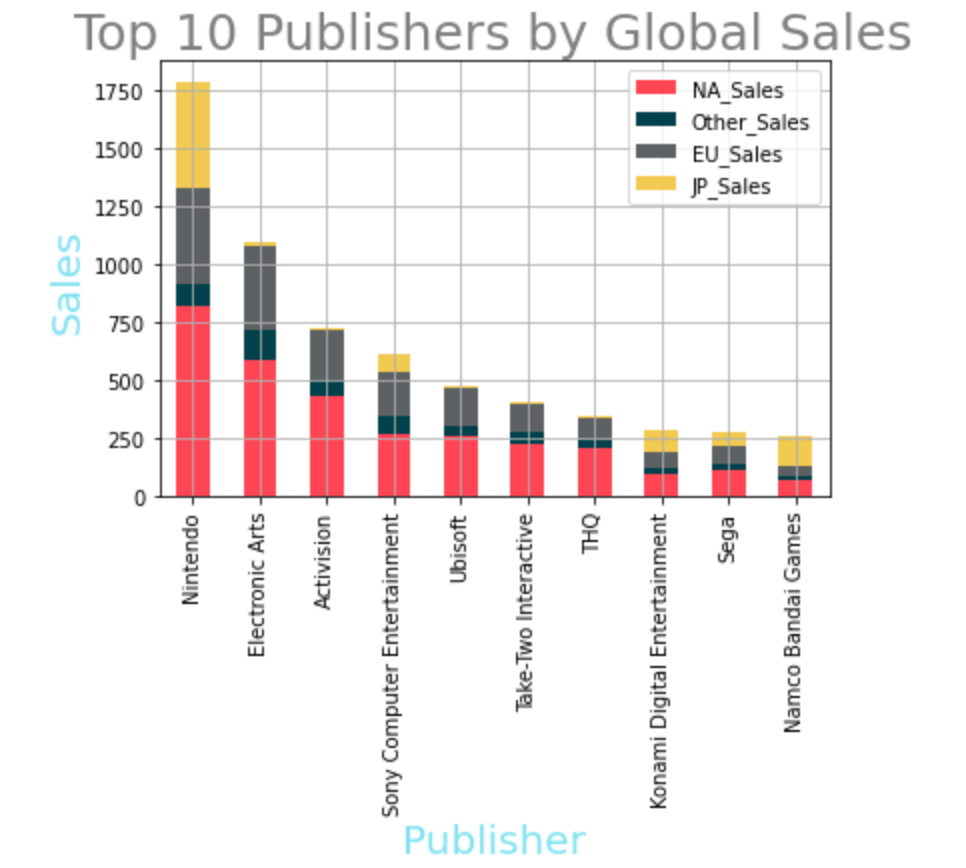 Top 10 Publishers by Global Sales
NA_Sales
Other_Sales
EU_Sales
JP_Sales
1750
1500
1250
1000
750
500
250
0
Sales
Nintendo
Electronic Arts
Activision
Sony Computer Entertainment
Ubisoft
Take-Two Interactive
THQ
Konami Digital Entertainment
Sega
Namco Bandai Games
Publisher